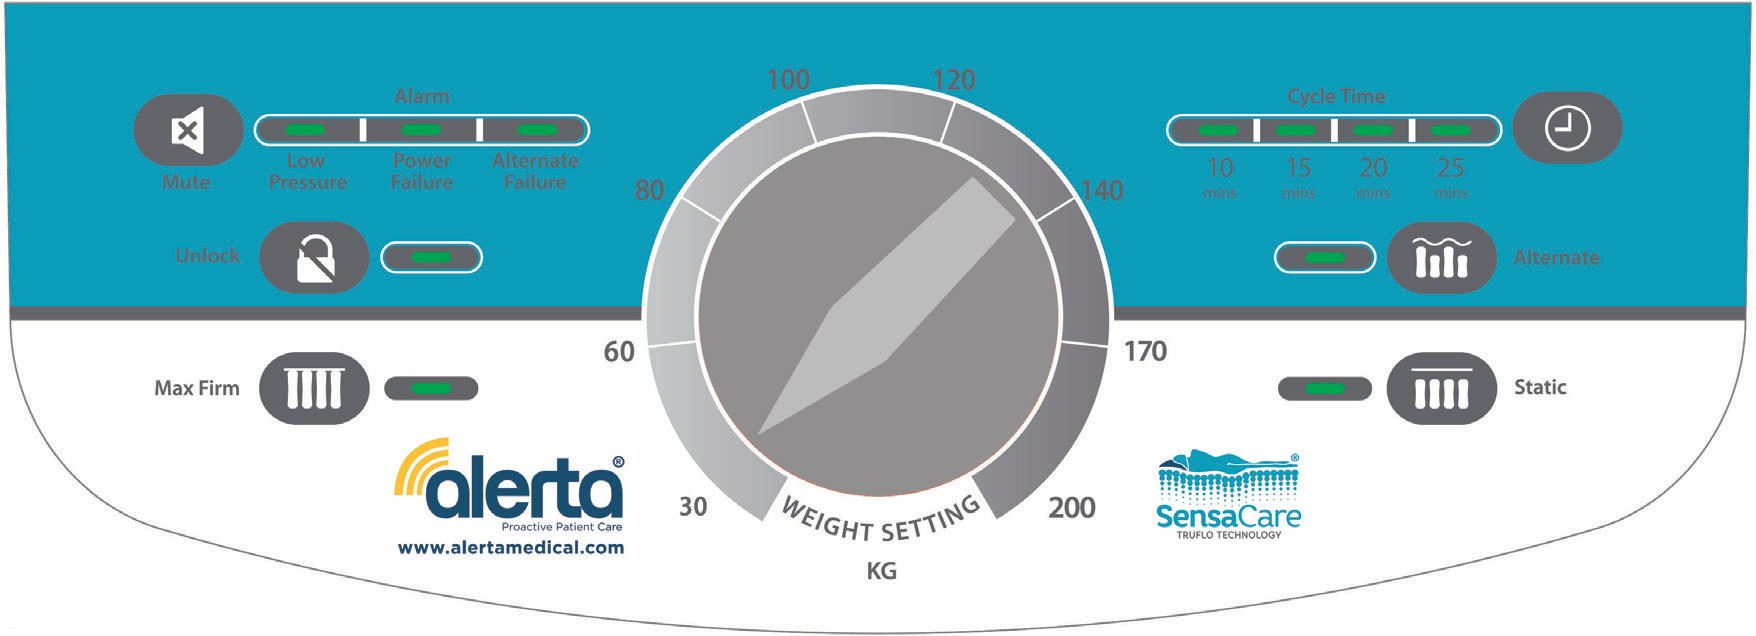 100
120
Alarm
Cycle Time
Mute
Low Pressure
Power Failure
Alternate Failure
80
140
10 mins
15 mins
20 mins
25 mins
Unlock
Alternate
60
170
Max Firm
Static
alerta®
Proactive Patient Care
www.alertamedical.com
30
WEIGHT SETTING
KG
200
®
SensaCare
TRUFLO TECHNOLOGY